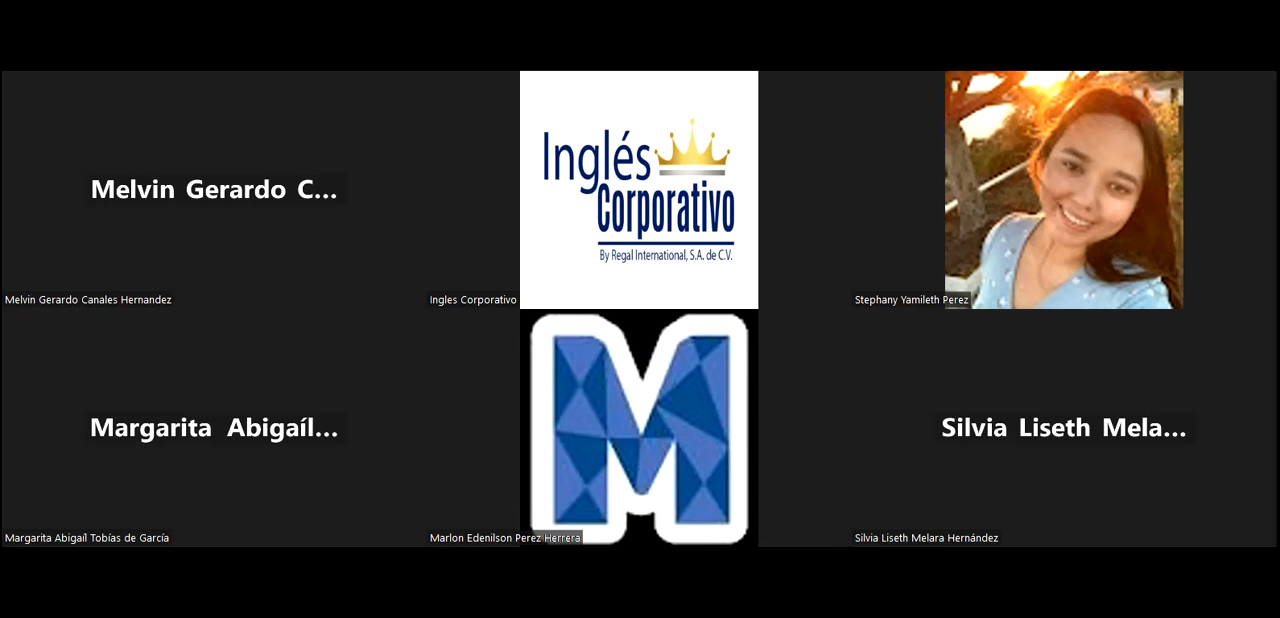 Melvin Gerardo C...
Melvin Gerardo Canales Hernandez
Inglés
Corporativo
By Regal International, S.A. de C.V.
Ingles Corporativo
Stephany Yamileth Perez
Margarita Abigaíl...
Margarita Abigaíl Tobías de García
M
Marlon Edenilson Perez Herrera
Silvia Liseth Mela...
Silvia Liseth Melara Hernández